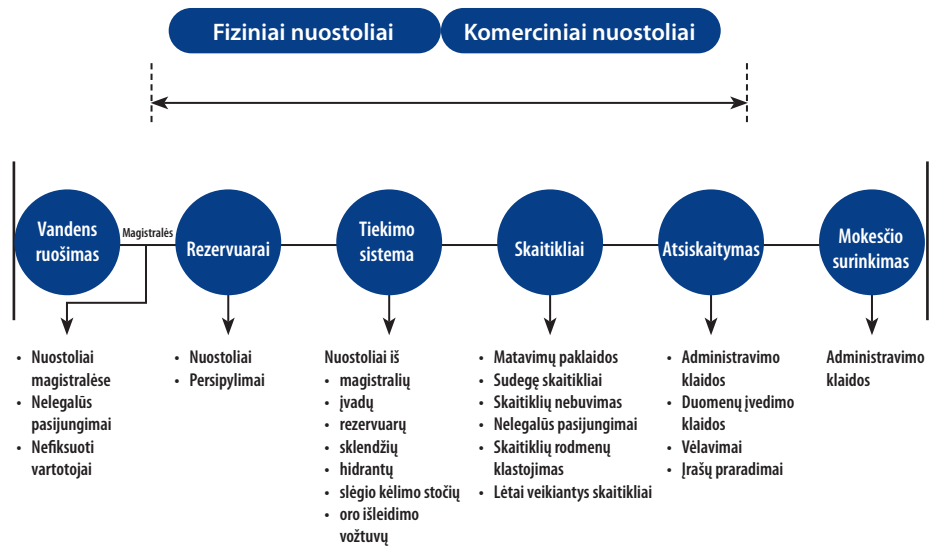 Fiziniai nuostoliai
Komerciniai nuostoliai
Vandens
ruošimas
Magistralės
Rezervuarai
Tiekimo
sistema
Skaitikliai
Atsiskaitymas
Mokesčio
surinkimas
• Nuostoliai
magistralėse
• Nelegalūs
pasijungimai
• Nefiksuoti
vartotojai
• Nuostoliai
• Persipylimai
Nuostoliai iš
• magistralių
• įvadų
• rezervuarų
• sklendžių
• hidrantų
• slėgio kėlimo stočių
• oro išleidimo
vožtuvų
• Matavimų paklaidos
• Sudegę skaitikliai
• Skaitiklių nebuvimas
• Nelegalūs pasijungimai
• Skaitiklių rodmenų
klastojimas
• Lėtai veikiantys skaitikliai
• Administravimo
klaidos
• Duomenų įvedimo
klaidos
• Vėlavimai
• Įrašų praradimai
Administravimo
klaidos